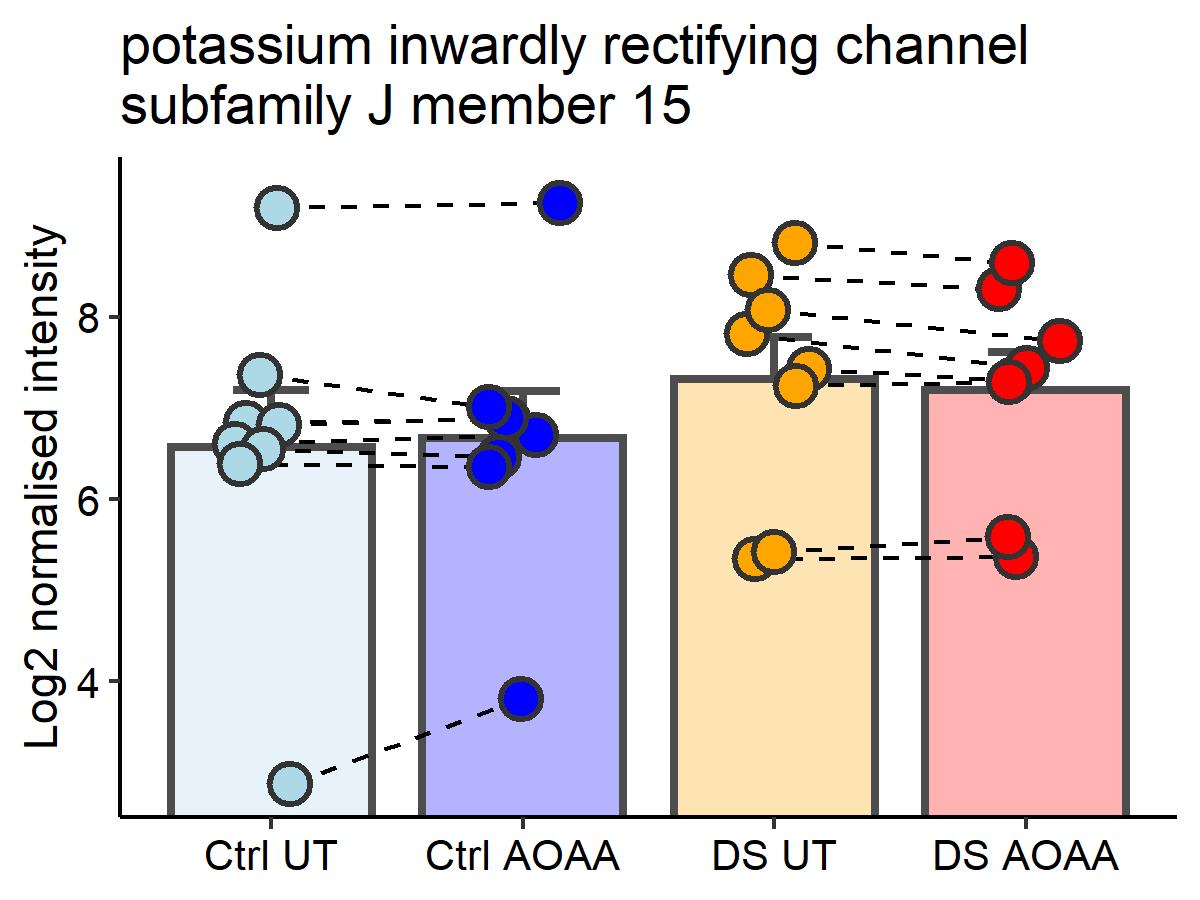 potassium inwardly rectifying channel
subfamily J member 15
Log2 normalised intensity
8
6
4
Ctrl UT
Ctrl AOAA
DS UT
DS AOAA